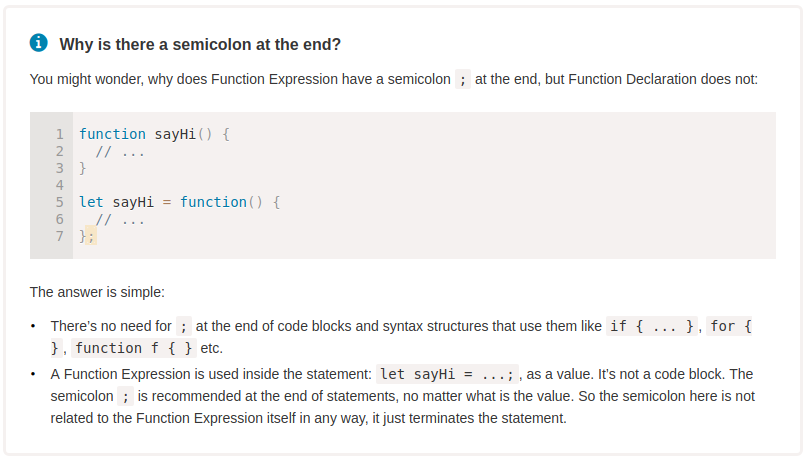 Why is there a semicolon at the end?
You might wonder, why does Function Expression have a semicolon ; at the end, but Function Declaration does not:
1 function sayHi() {
2   // ...
3 }
4
5 let sayHi = function() {
6   // ...
7 };
The answer is simple:
• There’s no need for ; at the end of code blocks and syntax structures that use them like if { ... }, for {
}, function f { } etc.
• A Function Expression is used inside the statement: let sayHi = ...;, as a value. It’s not a code block. The
semicolon ; is recommended at the end of statements, no matter what is the value. So the semicolon here is not
related to the Function Expression itself in any way, it just terminates the statement.